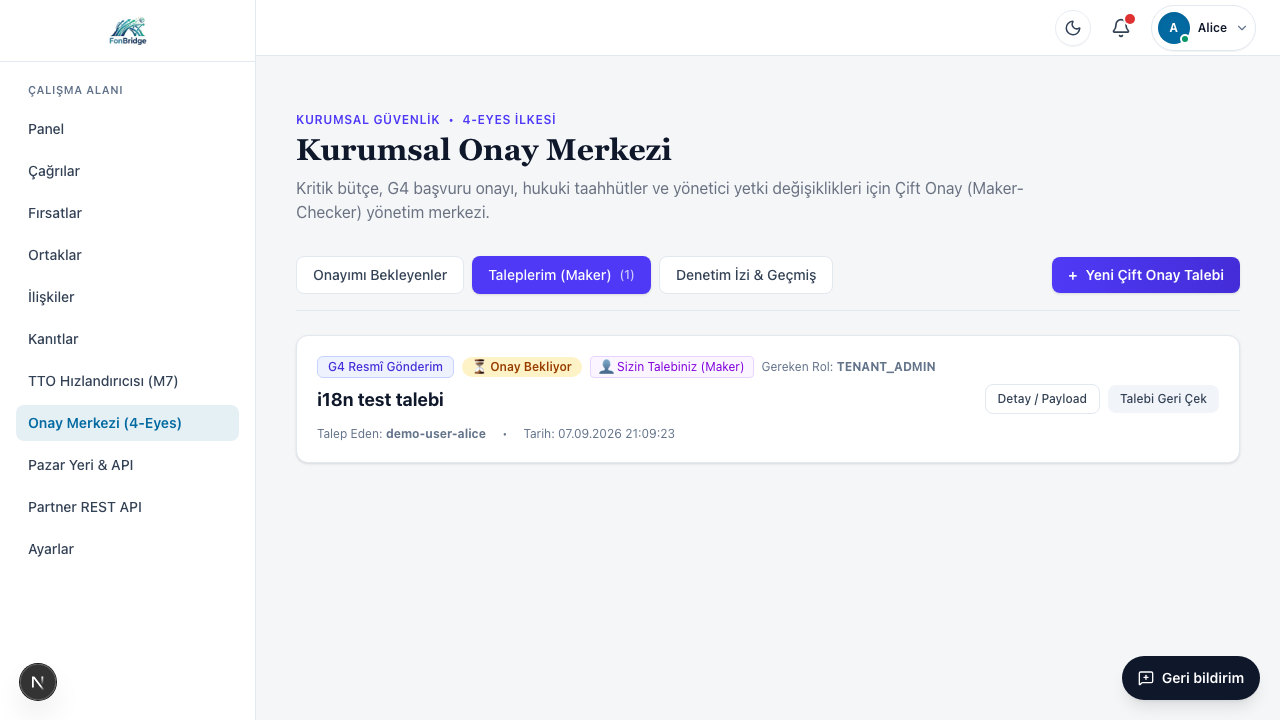 FonBridge
A
Alice
ÇALIŞMA ALANI
Panel
Çağrılar
Fırsatlar
Ortaklar
İlişkiler
Kanıtlar
TTO Hızlandırıcısı (M7)
Onay Merkezi (4-Eyes)
Pazar Yeri & API
Partner REST API
Ayarlar
N
KURUMSAL GÜVENLİK • 4-EYES İLKESİ
Kurumsal Onay Merkezi
Kritik bütçe, G4 başvuru onayı, hukuki taahhütler ve yönetici yetki değişiklikleri için Çift Onay (Maker-
Checker) yönetim merkezi.
Onayımı Bekleyenler
Taleplerim (Maker) (1)
Denetim İzi & Geçmiş
+ Yeni Çift Onay Talebi
G4 Resmî Gönderim
⏳ Onay Bekliyor
👤 Sizin Talebiniz (Maker)
Gereken Rol: TENANT_ADMIN
i18n test talebi
Detay / Payload
Talebi Geri Çek
Talep Eden: demo-user-alice • Tarih: 07.09.2026 21:09:23
Geri bildirim